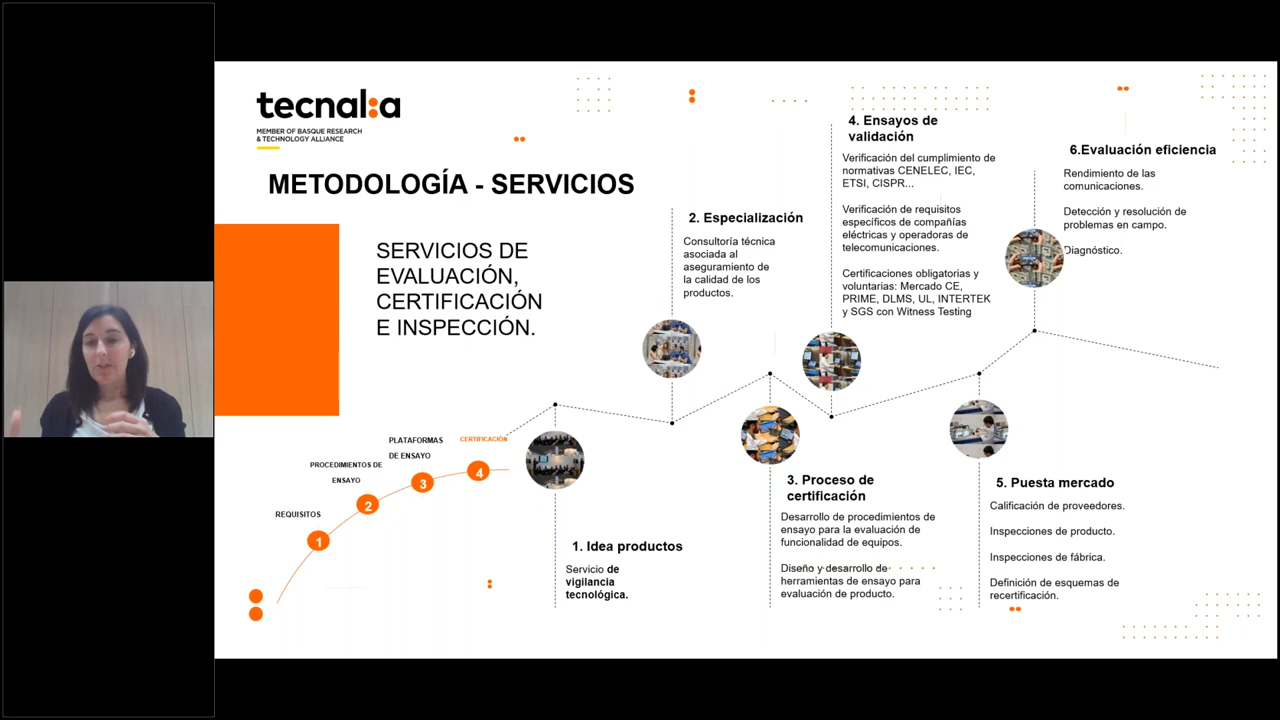 tecnal:a
MEMBER OF BASQUE RESEARCH
& TECHNOLOGY ALLIANCE
METODOLOGÍA - SERVICIOS
SERVICIOS DE
EVALUACIÓN,
CERTIFICACIÓN
E INSPECCIÓN.
REQUISITOS
1
PROCEDIMIENTOS DE
ENSAYO
2
PLATAFORMAS
DE ENSAYO
3
CERTIFICACIÓN
4
1. Idea productos
Servicio de
vigilancia
tecnológica.
2. Especialización
Consultoría técnica
asociada al
aseguramiento de
la calidad de los
productos.
3. Proceso de
certificación
Desarrollo de procedimientos de
ensayo para la evaluación de
funcionalidad de equipos.
Diseño y desarrollo de
herramientas de ensayo para
evaluación de producto.
4. Ensayos de
validación
Verificación del cumplimiento de
normativas CENELEC, IEC,
ETSI, CISPR...
Verificación de requisitos
específicos de compañías
eléctricas y operadoras de
telecomunicaciones.
Certificaciones obligatorias y
voluntarias: Mercado CE,
PRIME, DLMS, UL, INTERTEK
y SGS con Witness Testing
5. Puesta mercado
Calificación de proveedores.
Inspecciones de producto.
Inspecciones de fábrica.
Definición de esquemas de
recertificación.
6.Evaluación eficiencia
Rendimiento de las
comunicaciones.
Detección y resolución de
problemas en campo.
Diagnóstico.